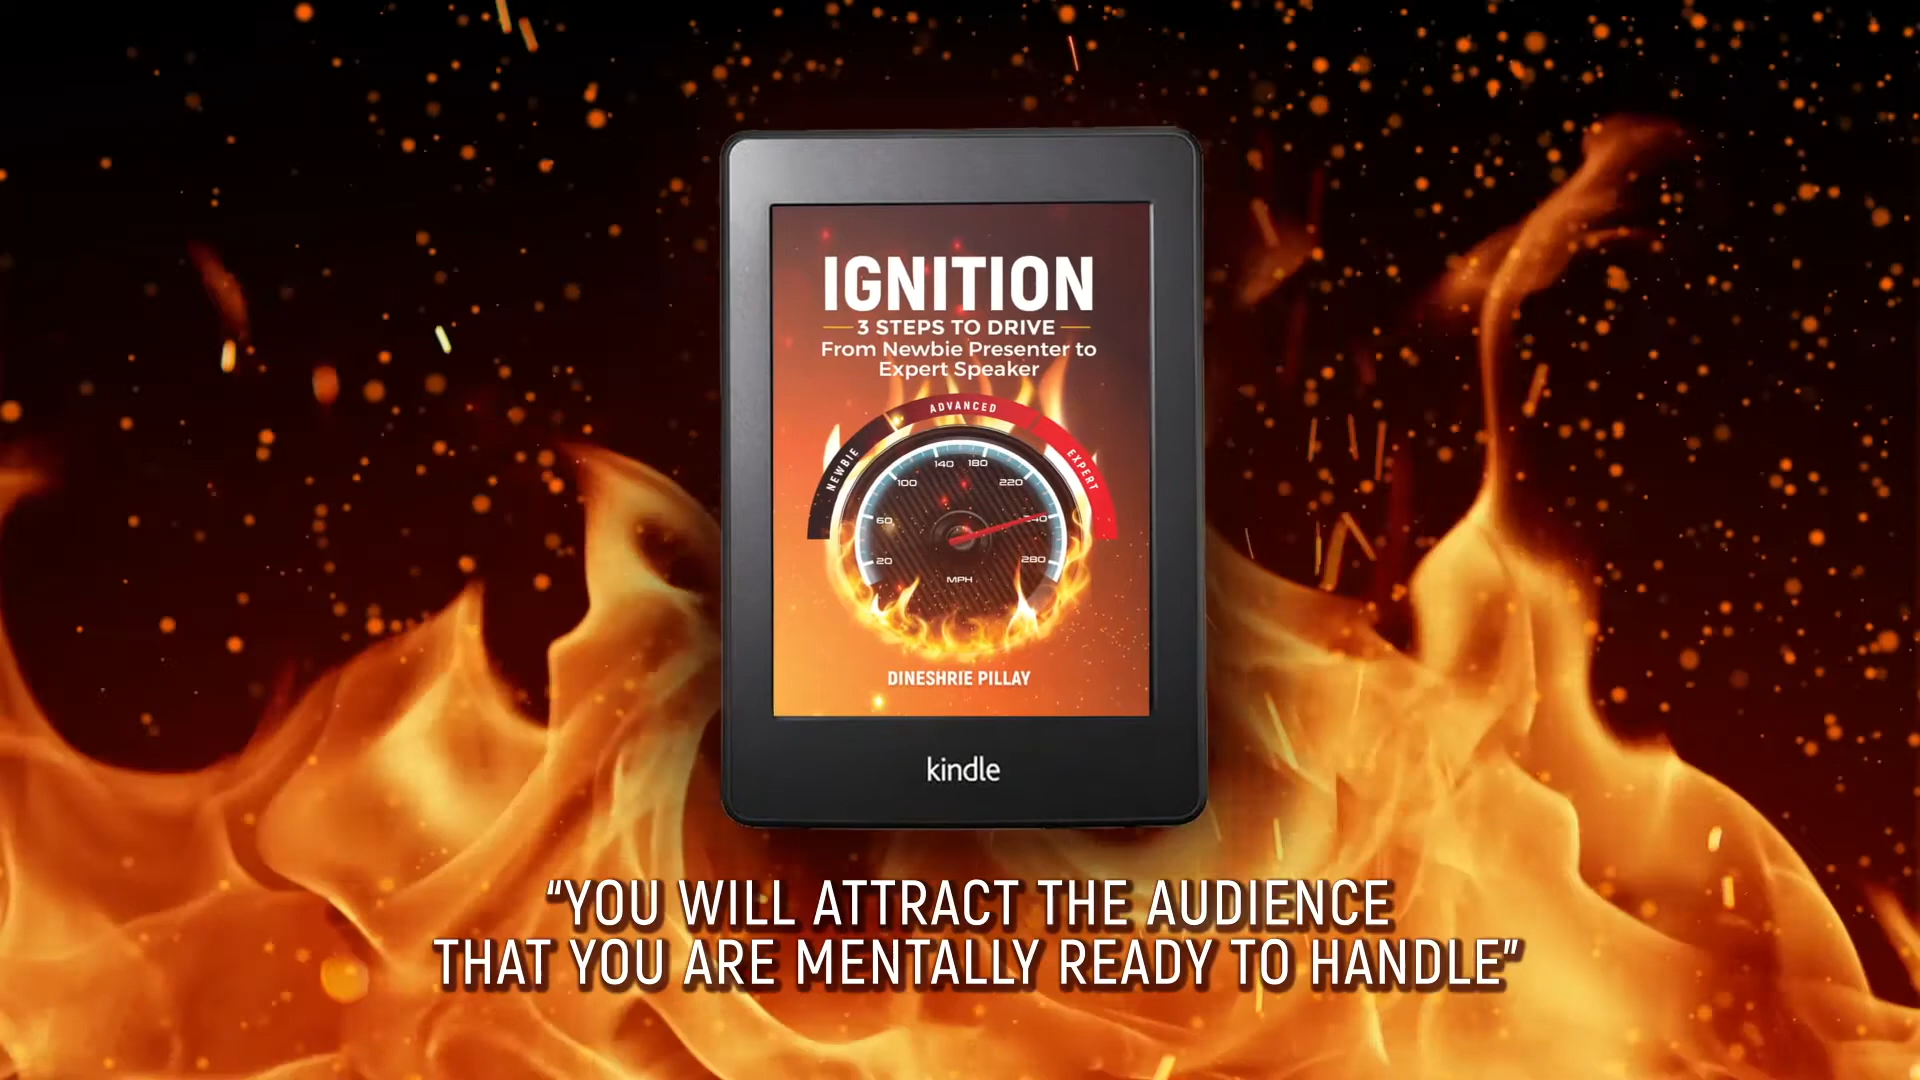 IGNITION
3 STEPS TO DRIVE
From Newbie Presenter to
Expert Speaker
ADVANCED
NEWBIE
EXPERT
140 180
100
220
60
20
280
MPH
DINESHRIE PILLAY
kindle
“YOU WILL ATTRACT THE AUDIENCE
THAT YOU ARE MENTALLY READY TO HANDLE”